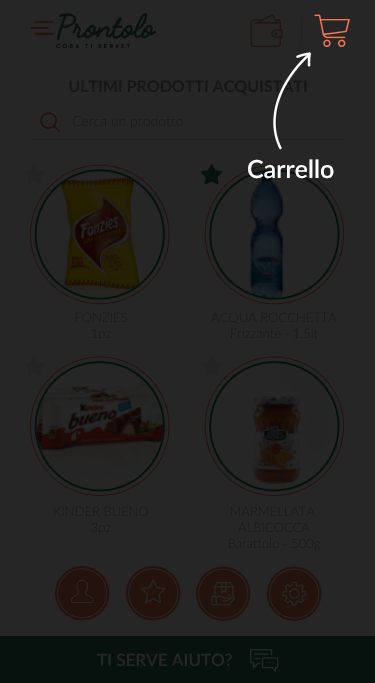 Prontolo
COSA TI SERVE?
ULTIMI PRODOTTI ACQUISTATI
Cerca un prodotto
Carrello
Fonzies
FONZIES
1pz
ACQUA ROCCHETTA
Frizzante - 1.5lt
Kinder
bueno
KINDER BUENO
3pz
MARMELLATA
ALBICOCCA
Barattolo - 500g
TI SERVE AIUTO?